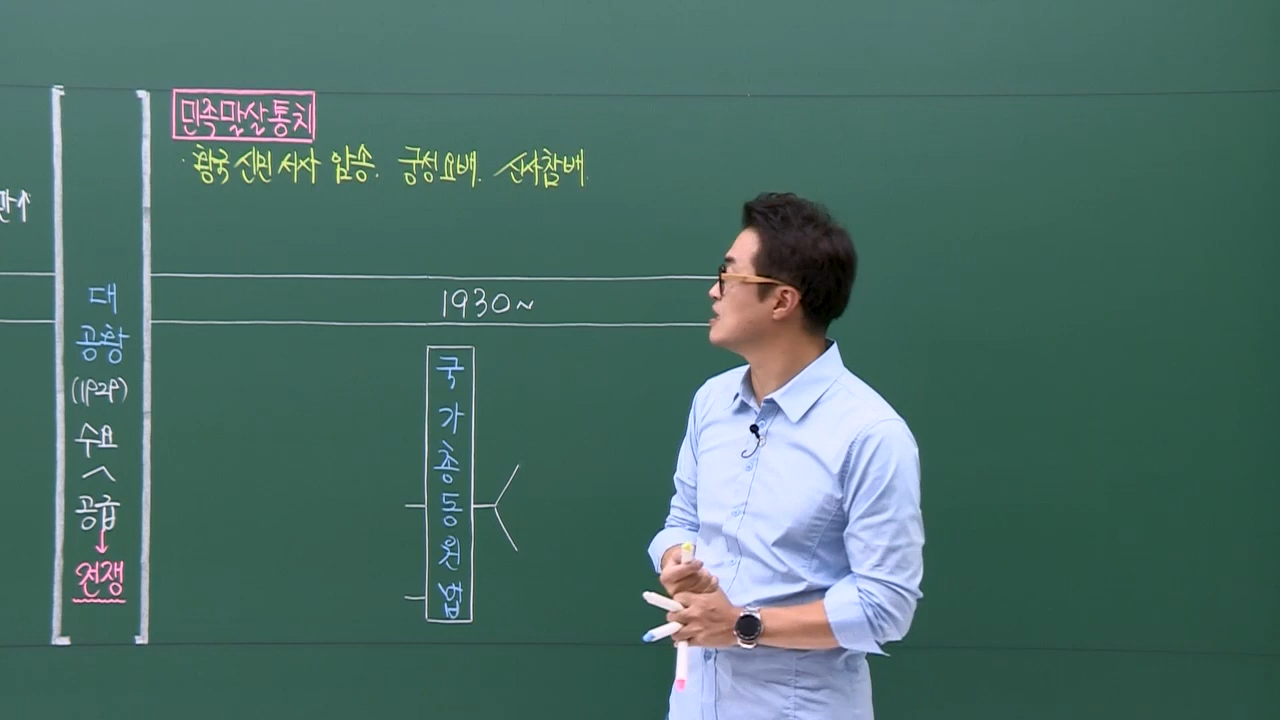 민족말살통치
· 황국 신민 서사 암송. 궁성요배. 신사참배.
만↑
대
공황
(1929)
수요
<
공급
↓
전쟁
1930~
국
가
총
동
원
법